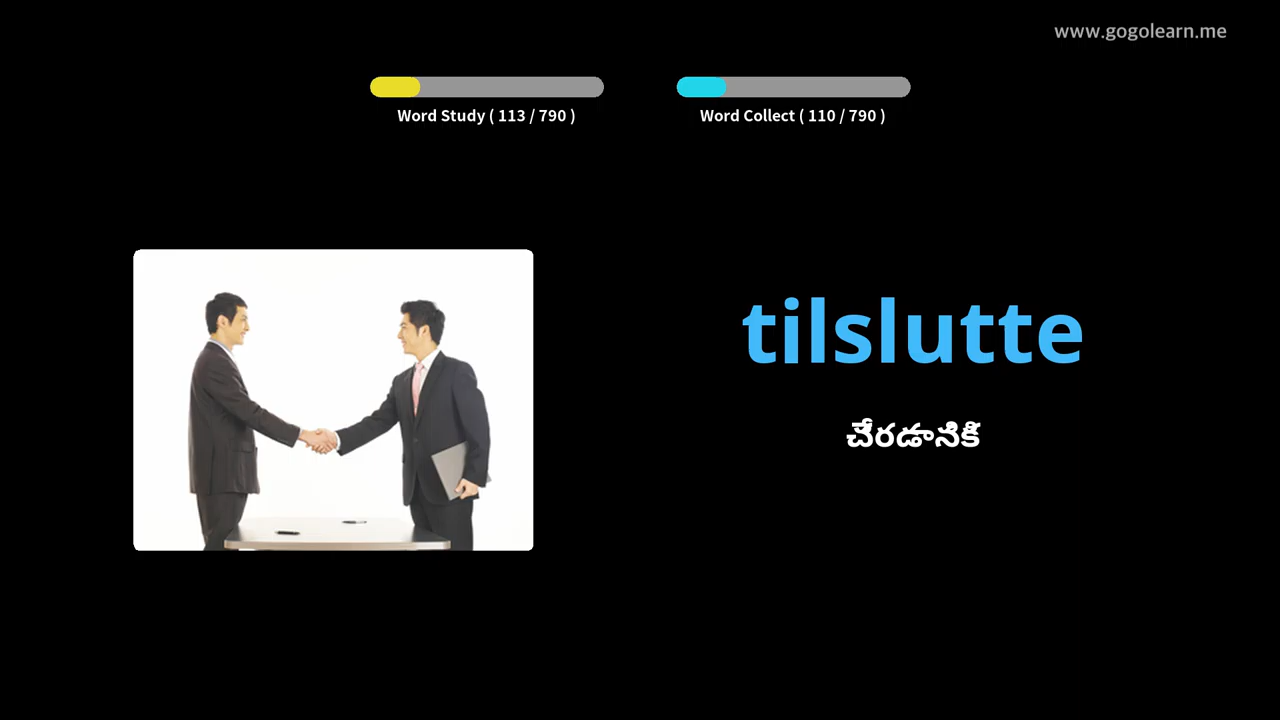 www.gogolearn.me
Word Study ( 113 / 790 )
Word Collect ( 110 / 790 )
tilslutte
చేరడానికి